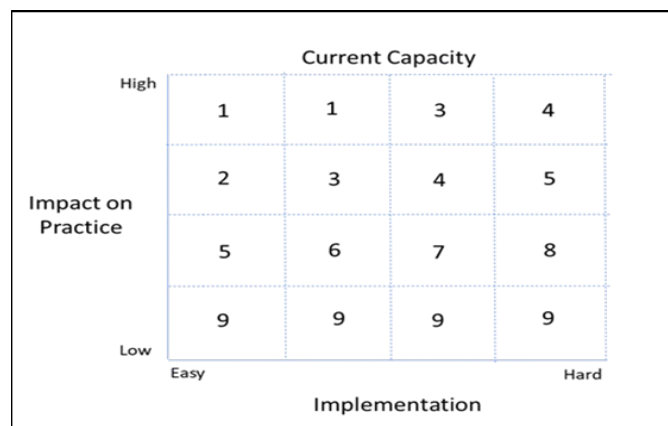 Current Capacity
High
1 1 3 4
2 3 4 5
Impact on
Practice
5 6 7 8
9 9 9 9
Low
Easy Hard
Implementation